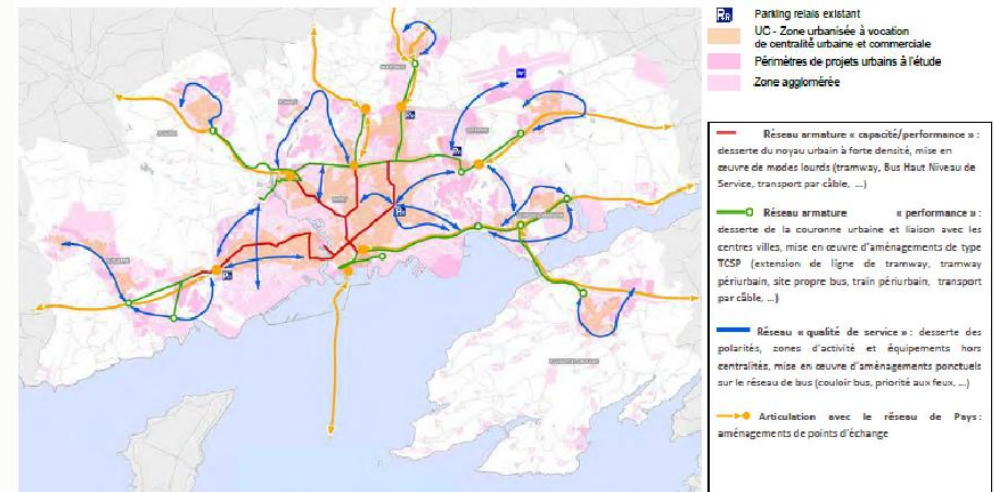 P+R Parking relais existant
UC - Zone urbanisée à vocation
de centralité urbaine et commerciale
Périmètres de projets urbains à l'étude
Zone agglomérée
Réseau armature « capacité/performance » :
desserte du noyau urbain à forte densité, mise en
œuvre de modes lourds (tramway, Bus Haut Niveau de
Service, transport par câble, ...)
Réseau armature « performance » :
desserte de la couronne urbaine et liaison avec les
centres villes, mise en œuvre d'aménagements de type
TCSP (extension de ligne de tramway, tramway
périurbain, site propre bus, train périurbain, transport
par câble, ...)
Réseau « qualité de service » : desserte des
polarités, zones d'activité et équipements hors
centralités, mise en œuvre d'aménagements ponctuels
sur le réseau de bus (couloir bus, priorité aux feux, ...)
Articulation avec le réseau de Pays :
aménagements de points d'échange